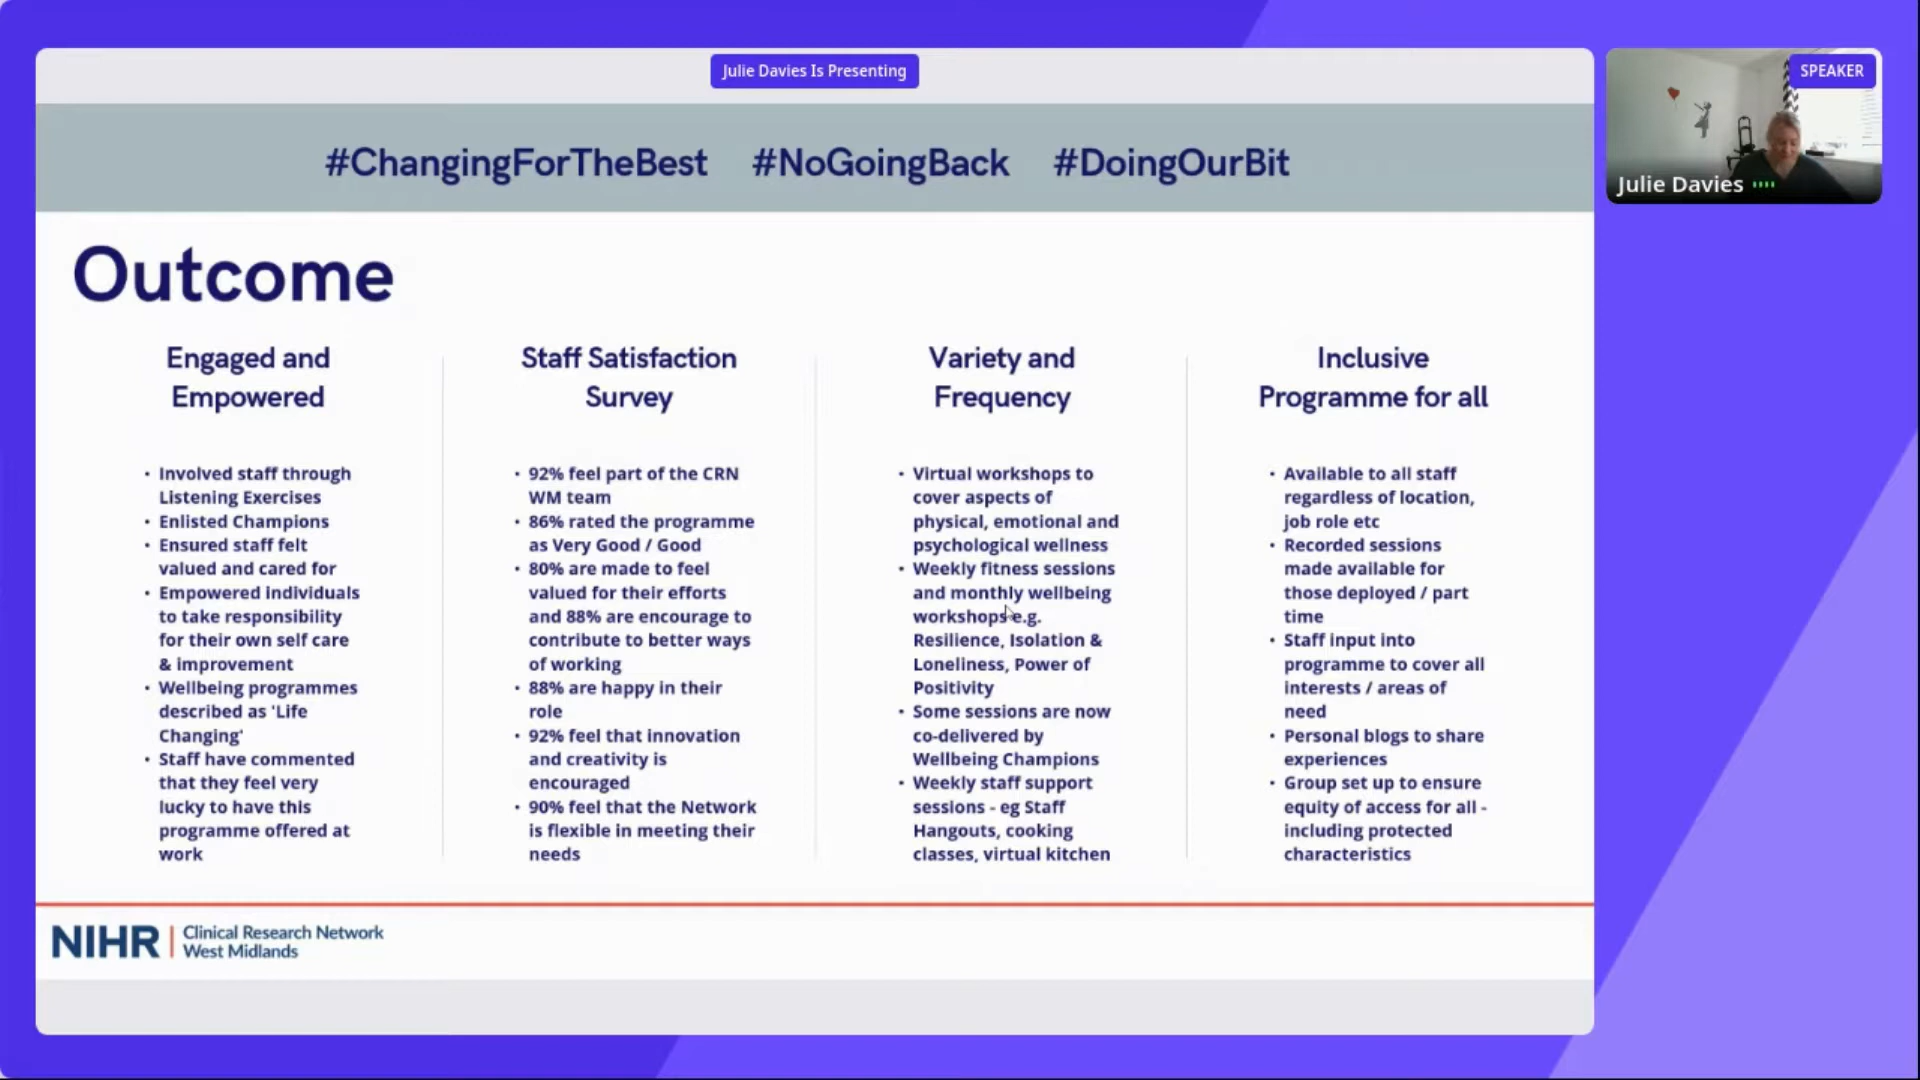 Julie Davies Is Presenting
SPEAKER
Julie Davies
#ChangingForTheBest #NoGoingBack #DoingOurBit
Outcome
Engaged and
Empowered
• Involved staff through
Listening Exercises
• Enlisted Champions
• Ensured staff felt
valued and cared for
• Empowered individuals
to take responsibility
for their own self care
& improvement
• Wellbeing programmes
described as 'Life
Changing'
• Staff have commented
that they feel very
lucky to have this
programme offered at
work
Staff Satisfaction
Survey
• 92% feel part of the CRN
WM team
• 86% rated the programme
as Very Good / Good
• 80% are made to feel
valued for their efforts
and 88% are encourage to
contribute to better ways
of working
• 88% are happy in their
role
• 92% feel that innovation
and creativity is
encouraged
• 90% feel that the Network
is flexible in meeting their
needs
Variety and
Frequency
• Virtual workshops to
cover aspects of
physical, emotional and
psychological wellness
• Weekly fitness sessions
and monthly wellbeing
workshops e.g.
Resilience, Isolation &
Loneliness, Power of
Positivity
• Some sessions are now
co-delivered by
Wellbeing Champions
• Weekly staff support
sessions - eg Staff
Hangouts, cooking
classes, virtual kitchen
Inclusive
Programme for all
• Available to all staff
regardless of location,
job role etc
• Recorded sessions
made available for
those deployed / part
time
• Staff input into
programme to cover all
interests / areas of
need
• Personal blogs to share
experiences
• Group set up to ensure
equity of access for all -
including protected
characteristics
NIHR | Clinical Research Network
West Midlands